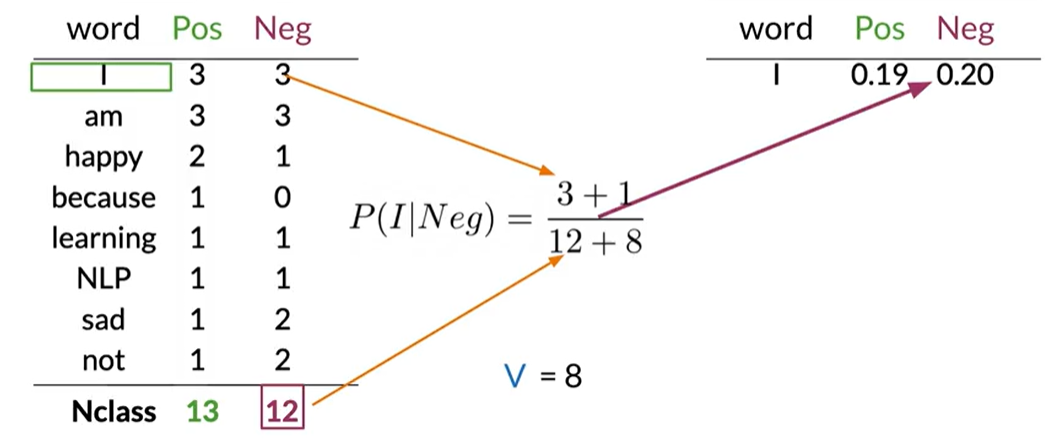 word Pos Neg
I 3 3
am 3 3
happy 2 1
because 1 0
learning 1 1
NLP 1 1
sad 1 2
not 1 2
Nclass 13 12
P(I|Neg) = 3 + 1
12 + 8
V = 8
word Pos Neg
I 0.19 0.20